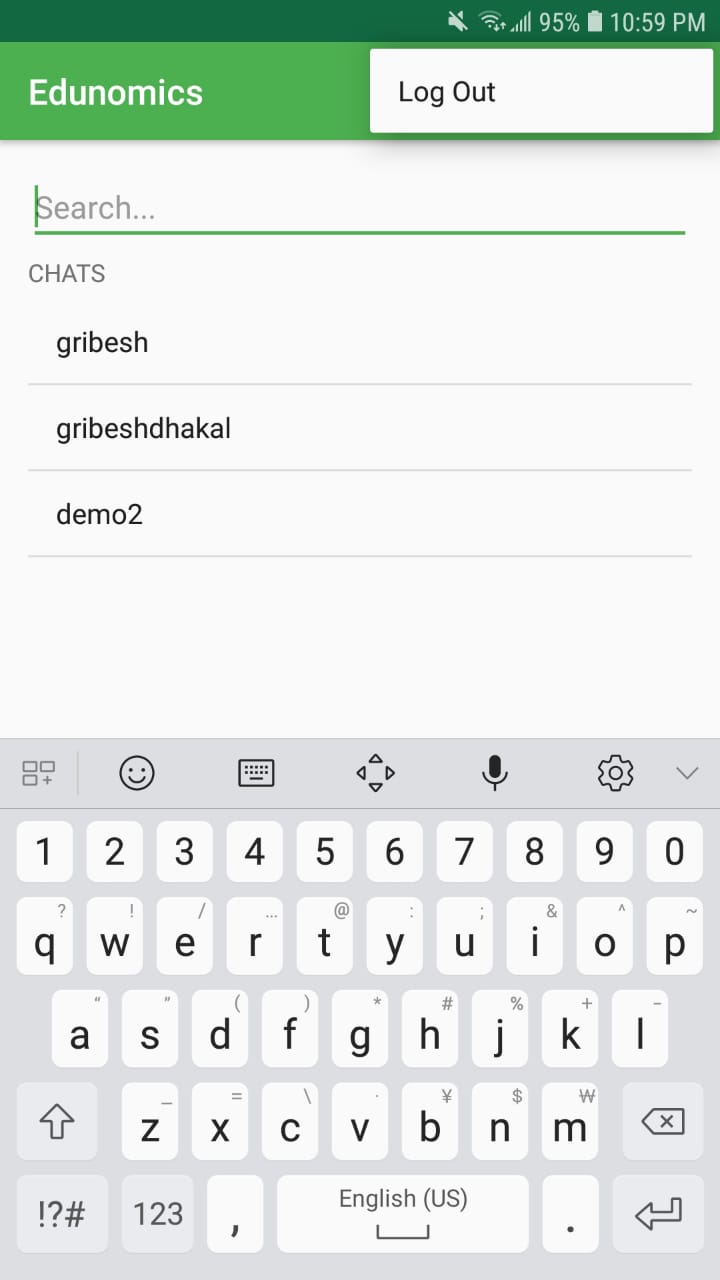 95% 10:59 PM
Edunomics
Log Out
Search...
CHATS
gribesh
gribeshdhakal
demo2
1 2 3 4 5 6 7 8 9 0
? ! / ... @ : ; & ^ ~
q w e r t y u i o p
“ ” ( ) * # % + -
a s d f g h j k l
_ = \ · ¥ $ ₩
z x c v b n m
!?# 123 , English (US) .